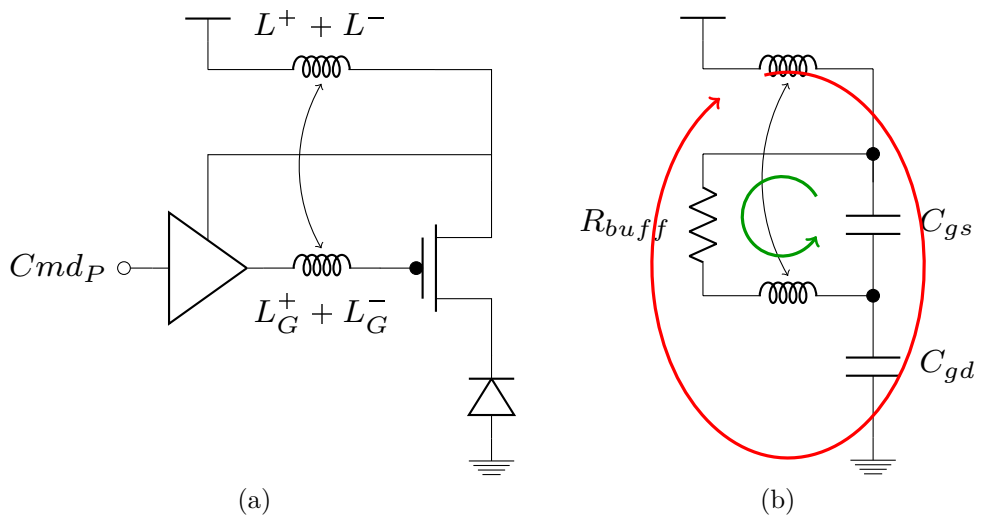 L⁺ + L⁻
Cmd_P
L_G⁺ + L_G⁻
(a)
R_buff
C_gs
C_gd
(b)